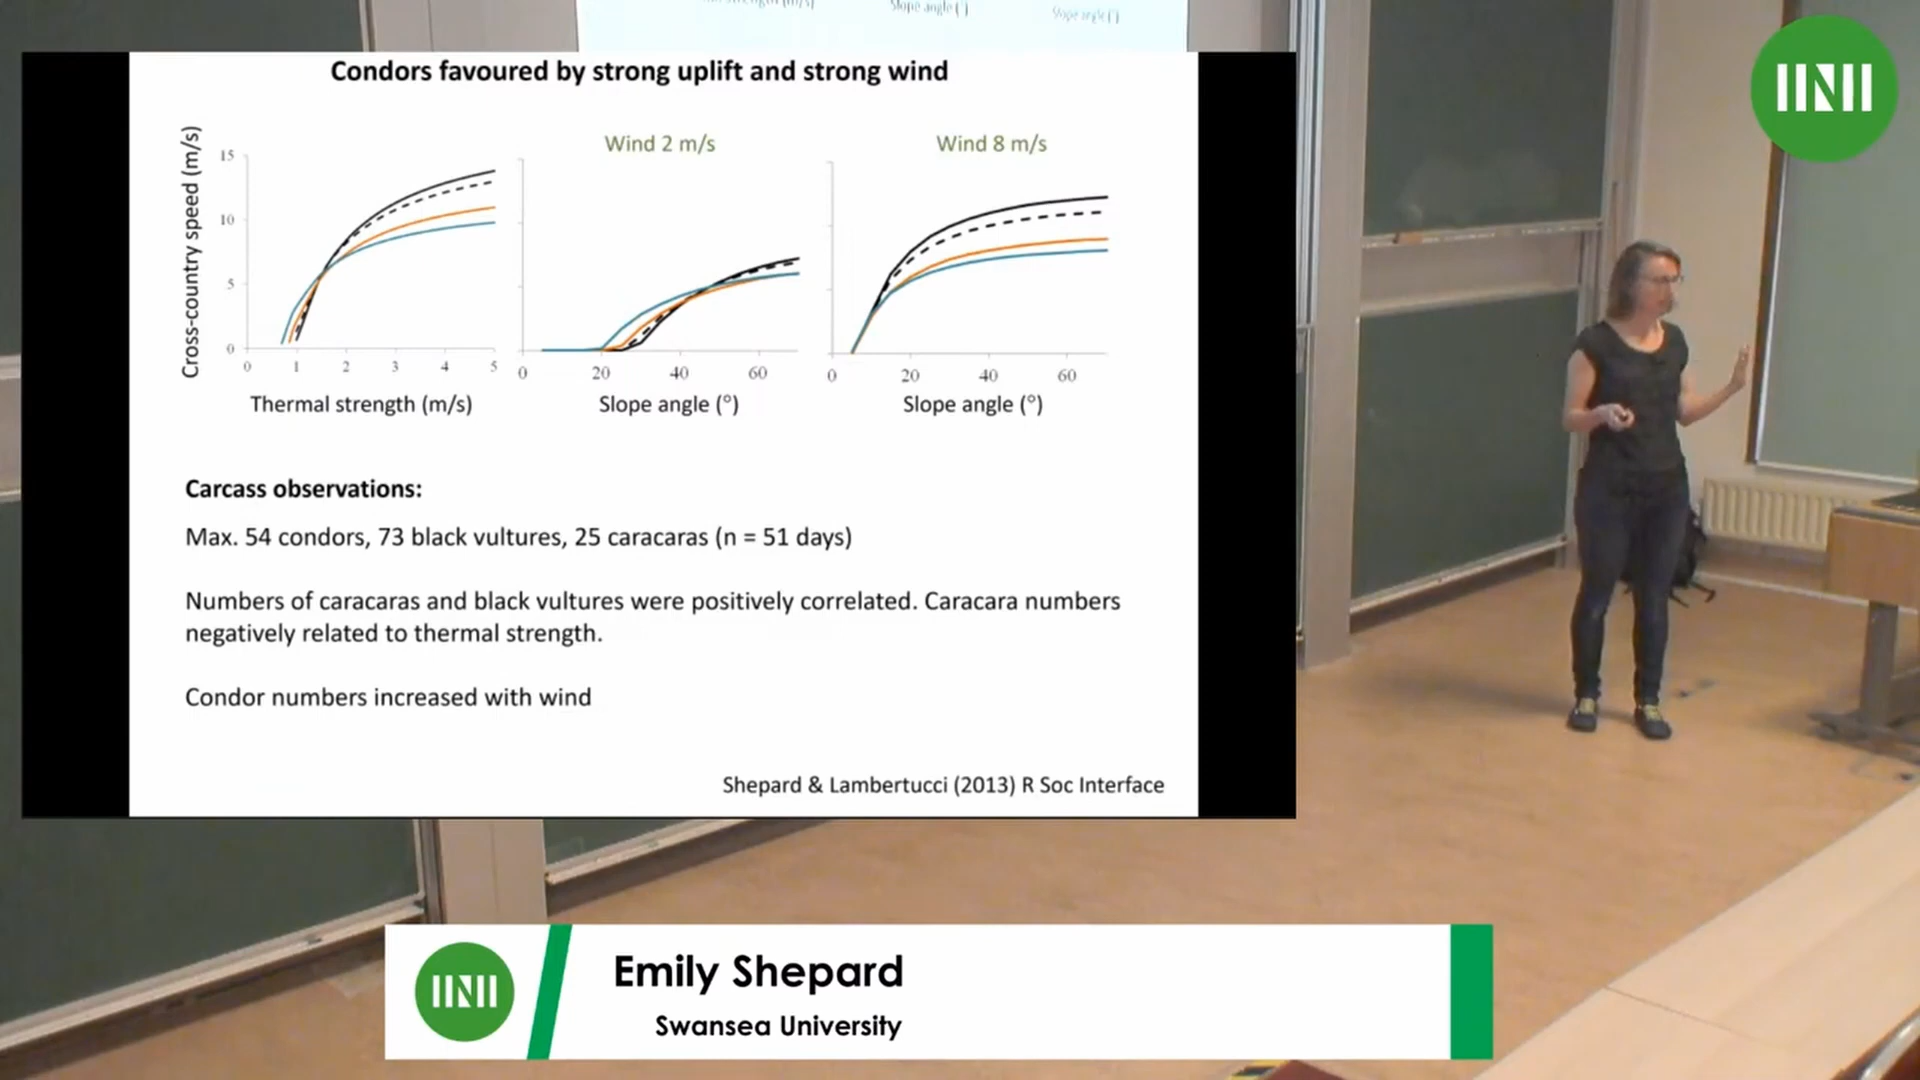 Slope angle (°)
Slope angle (°)
Condors favoured by strong uplift and strong wind
Wind 2 m/s
Wind 8 m/s
Cross-country speed (m/s)
15
10
5
0
0 1 2 3 4 5
0 20 40 60
0 20 40 60
Thermal strength (m/s)
Slope angle (°)
Slope angle (°)
Carcass observations:
Max. 54 condors, 73 black vultures, 25 caracaras (n = 51 days)
Numbers of caracaras and black vultures were positively correlated. Caracara numbers
negatively related to thermal strength.
Condor numbers increased with wind
Shepard & Lambertucci (2013) R Soc Interface
Emily Shepard
Swansea University